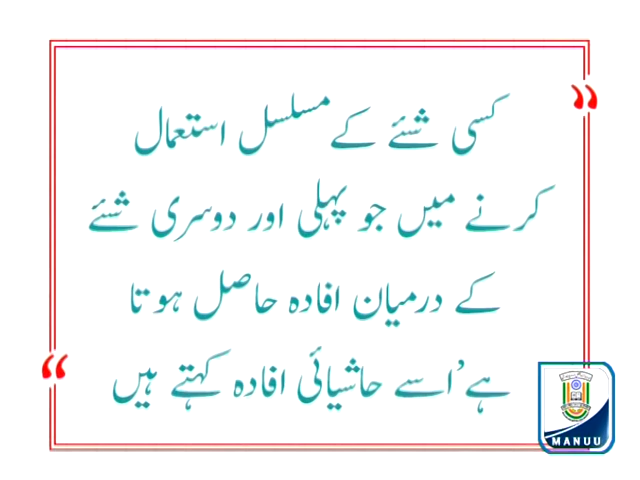 کسی شئے کے مسلسل استعمال
کرنے میں جو پہلی اور دوسری شئے
کے درمیان افادہ حاصل ہوتا
ہے’اسے حاشیائی افادہ کہتے ہیں
MANUU